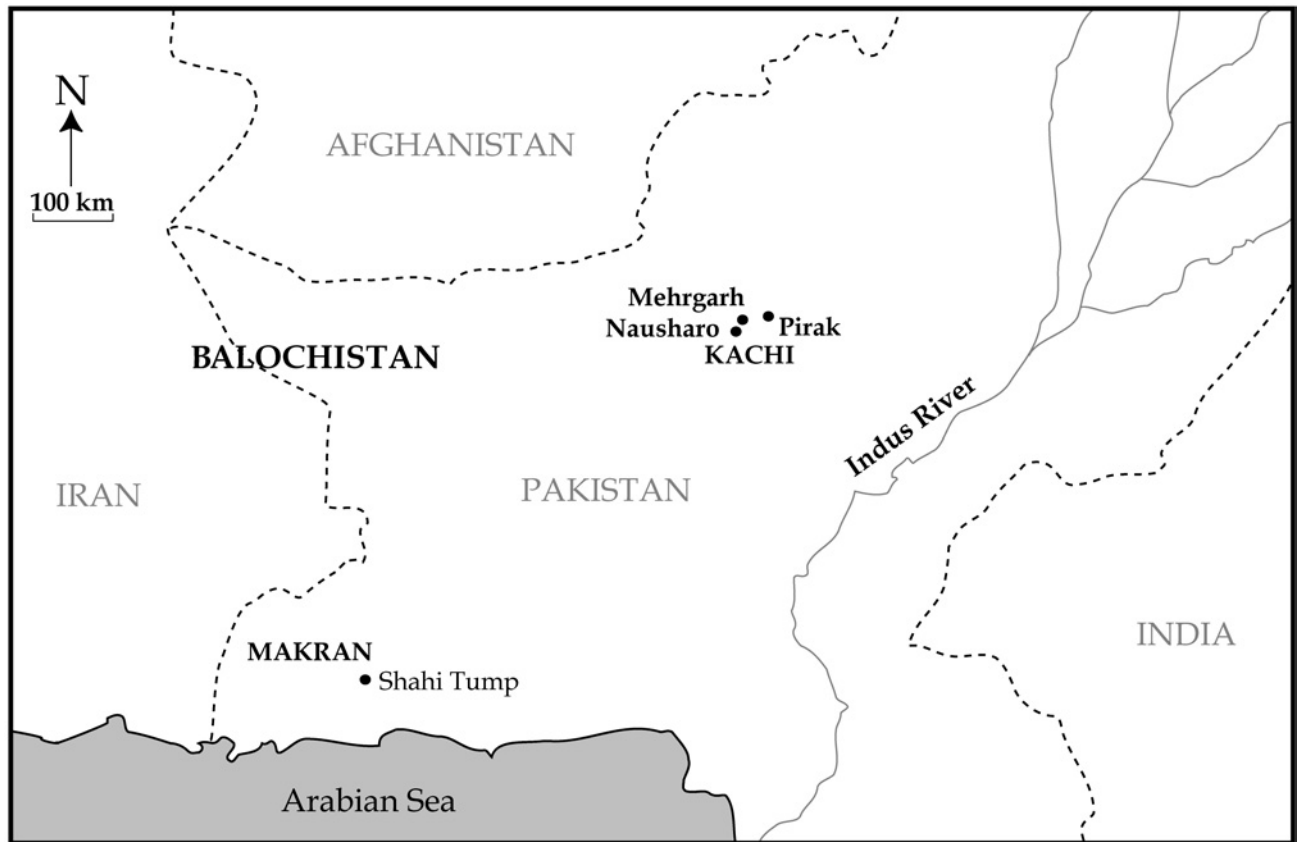 N
100 km
AFGHANISTAN
Mehrgarh
Nausharo
Pirak
KACHI
BALOCHISTAN
Indus River
IRAN
PAKISTAN
INDIA
MAKRAN
Shahi Tump
Arabian Sea